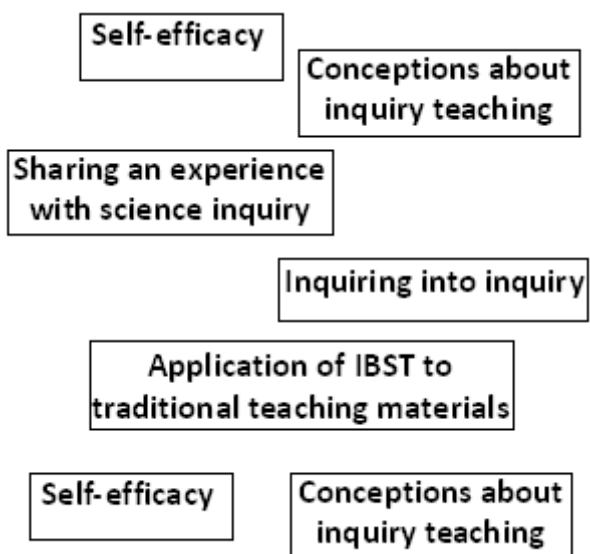 Self-efficacy
Conceptions about
inquiry teaching
Sharing an experience
with science inquiry
Inquiring into inquiry
Application of IBST to
traditional teaching materials
Self-efficacy
Conceptions about
inquiry teaching